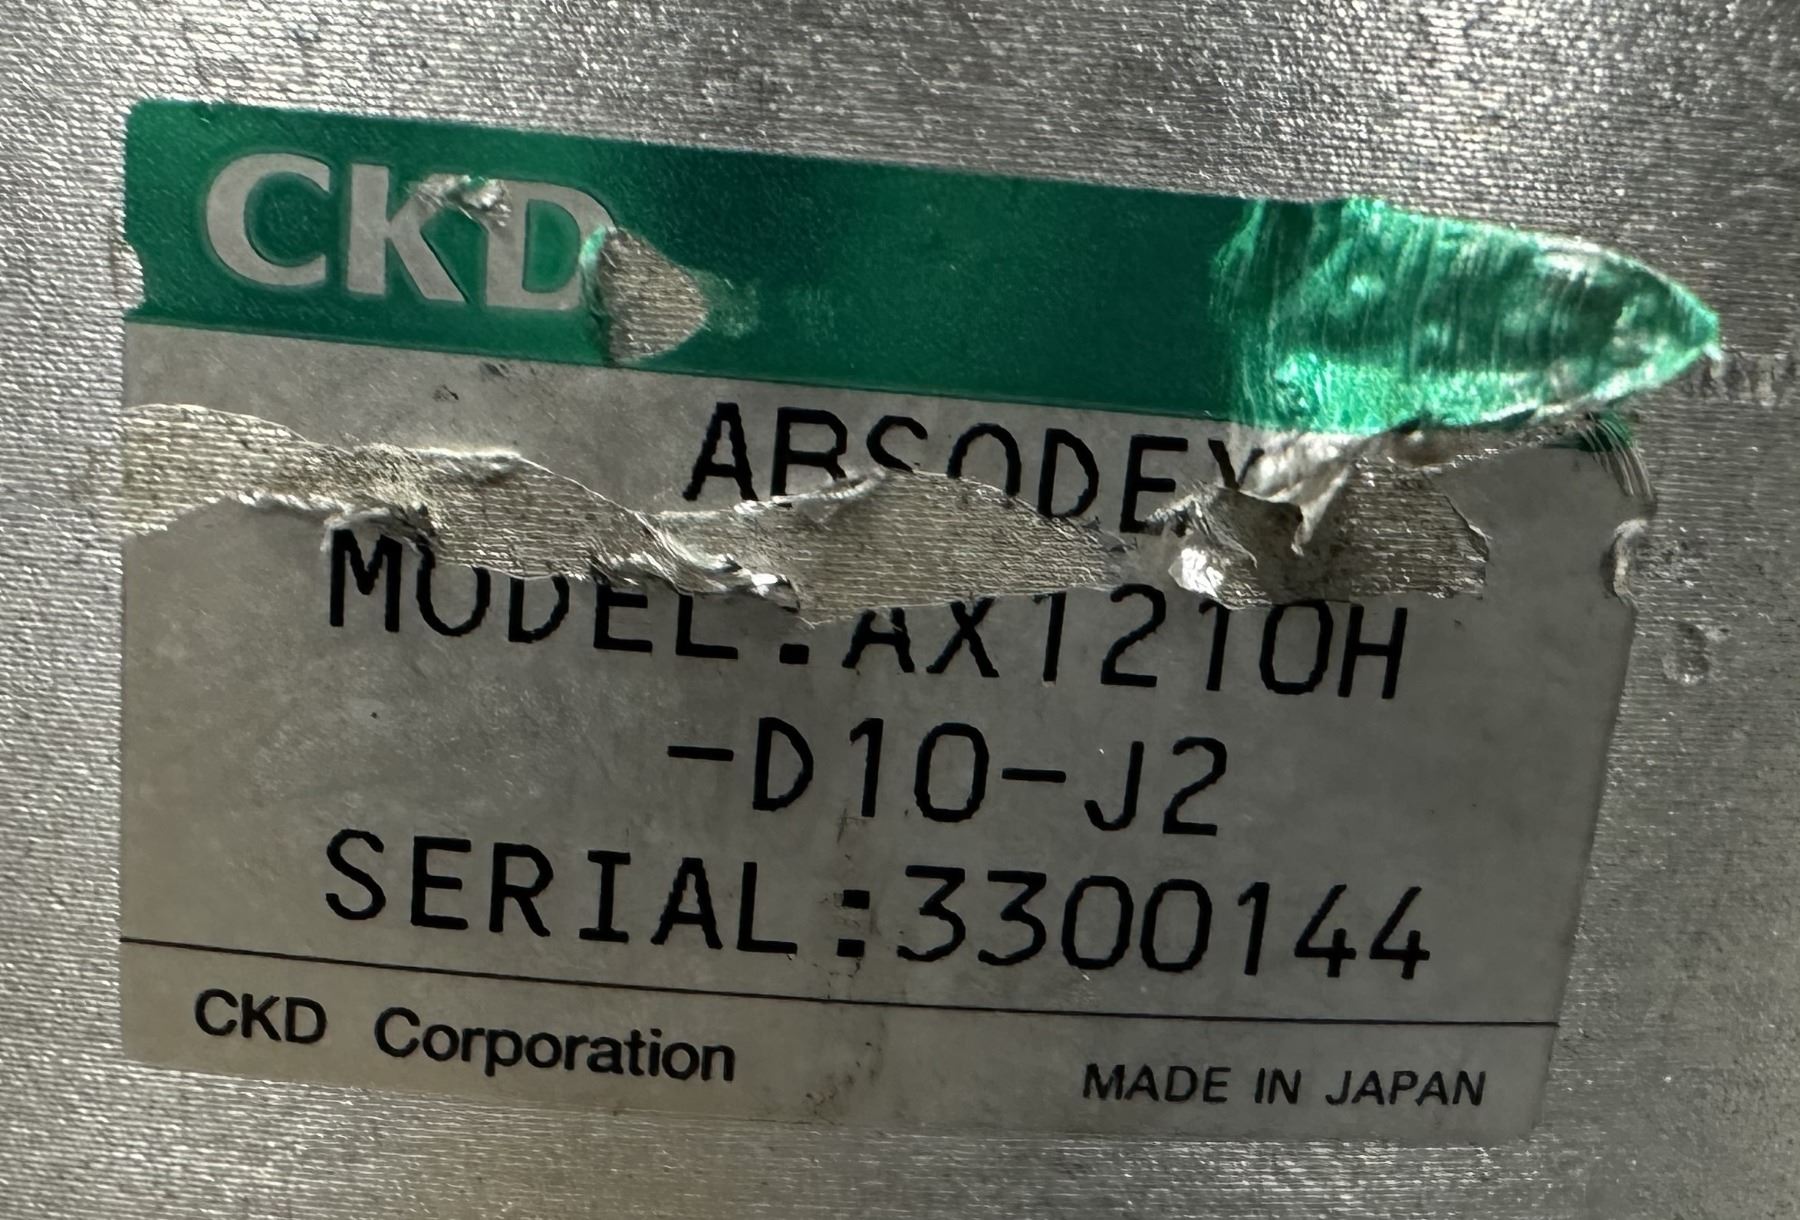 CKD
ABSODEX
MODEL:AX1210H
-D10-J2
SERIAL:3300144
CKD Corporation
MADE IN JAPAN